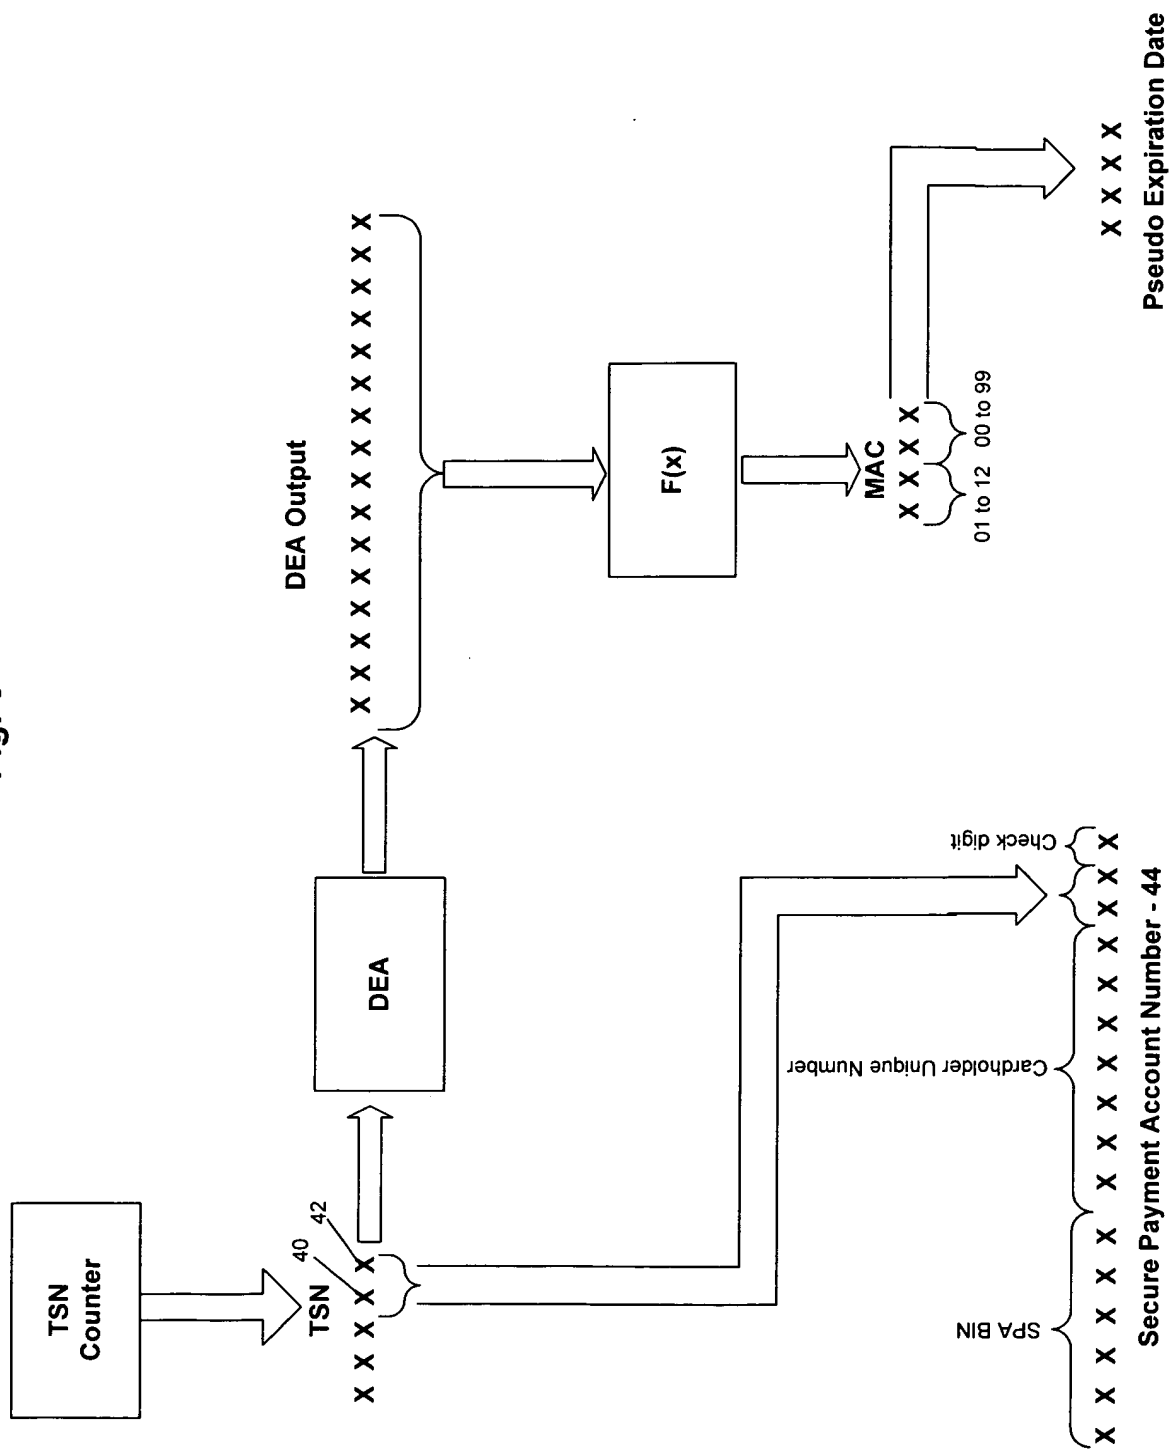 TSN
Counter
TSN
40
42
X X X X X
DEA
DEA Output
X X X X X X X X X X X X X X X X
F(x)
MAC
X X X X
01 to 12
00 to 99
X X X X
Pseudo Expiration Date
SPA BIN
Cardholder Unique Number
Check digit
X X X X X X X X X X X X X X X X
Secure Payment Account Number - 44